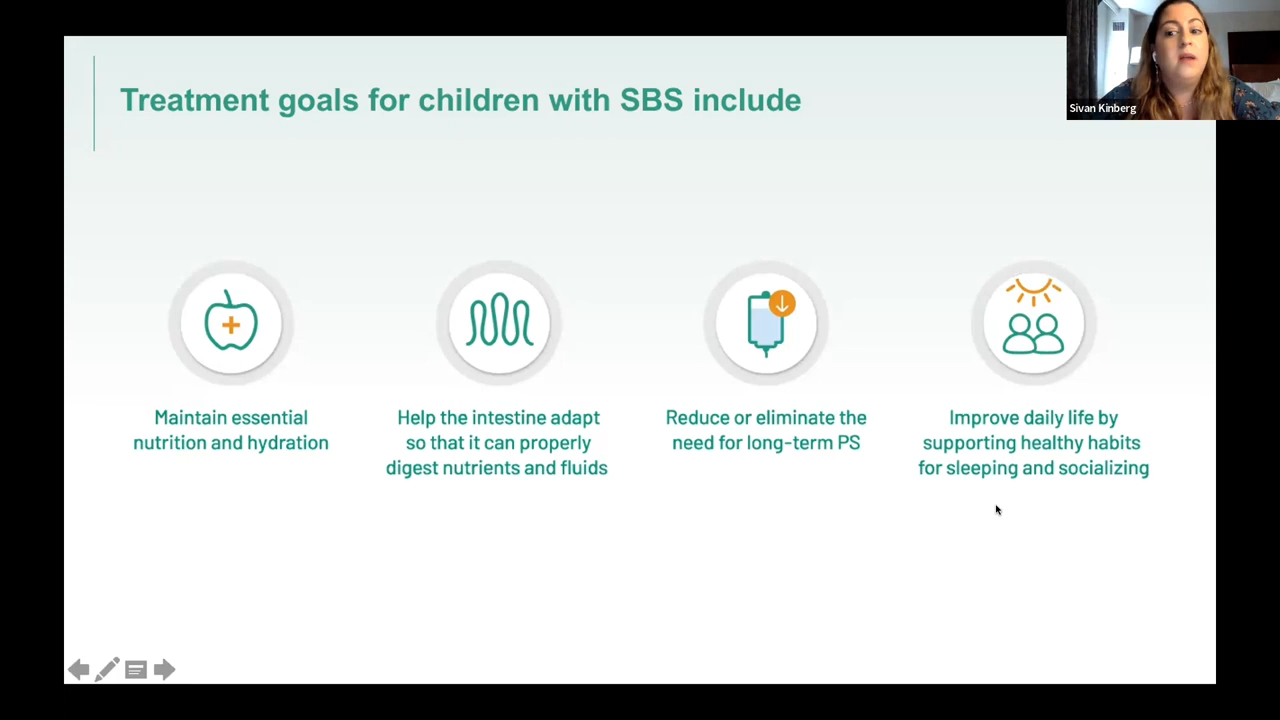 Treatment goals for children with SBS include
Sivan Kinberg
Maintain essential
nutrition and hydration
Help the intestine adapt
so that it can properly
digest nutrients and fluids
Reduce or eliminate the
need for long-term PS
Improve daily life by
supporting healthy habits
for sleeping and socializing